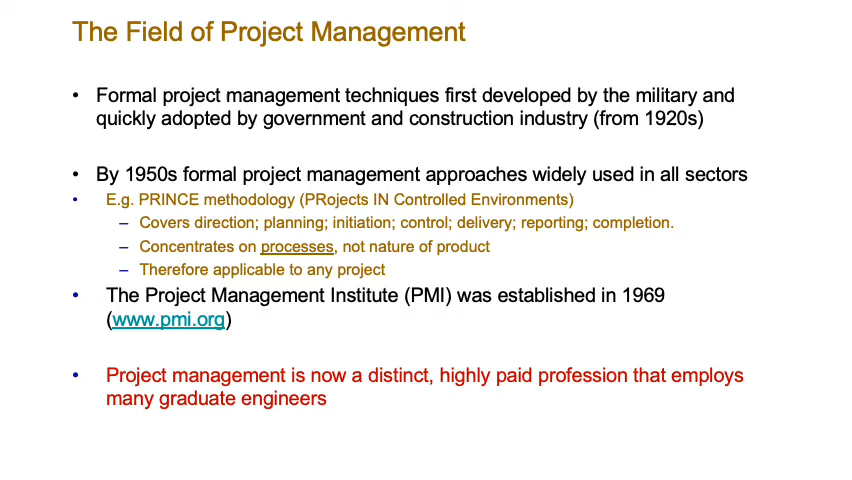 The Field of Project Management
• Formal project management techniques first developed by the military and
quickly adopted by government and construction industry (from 1920s)
• By 1950s formal project management approaches widely used in all sectors
• E.g. PRINCE methodology (PRojects IN Controlled Environments)
– Covers direction; planning; initiation; control; delivery; reporting; completion.
– Concentrates on processes, not nature of product
– Therefore applicable to any project
• The Project Management Institute (PMI) was established in 1969
(www.pmi.org)
• Project management is now a distinct, highly paid profession that employs
many graduate engineers